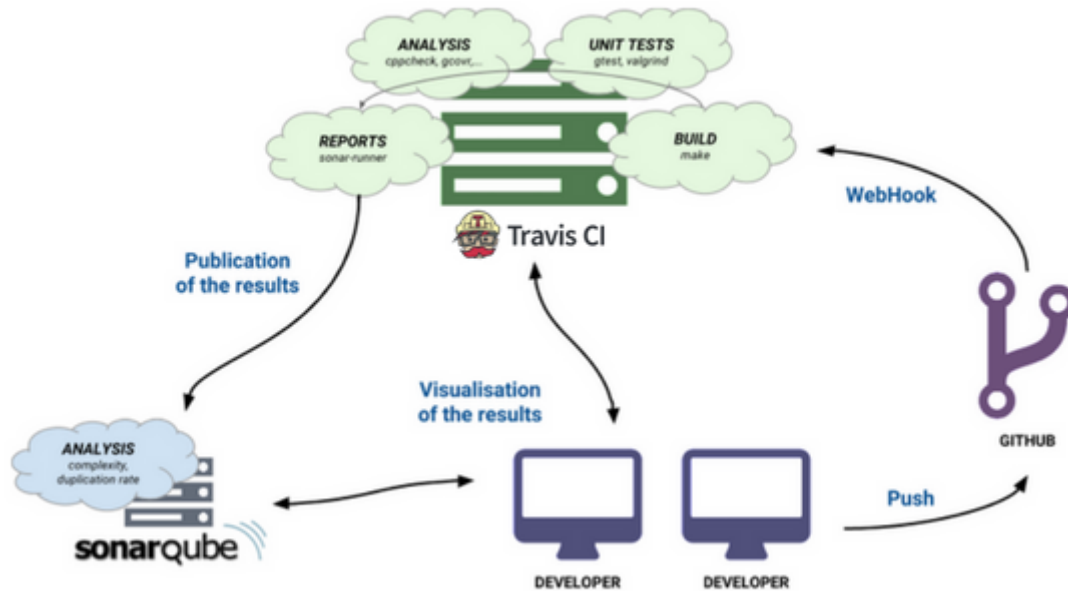 ANALYSIS
cppcheck, gcovr,...
UNIT TESTS
gtest, valgrind
REPORTS
sonar-runner
BUILD
make
WebHook
Travis CI
Publication
of the results
Visualisation
of the results
GITHUB
ANALYSIS
complexity,
duplication rate
Push
sonarqube
DEVELOPER
DEVELOPER